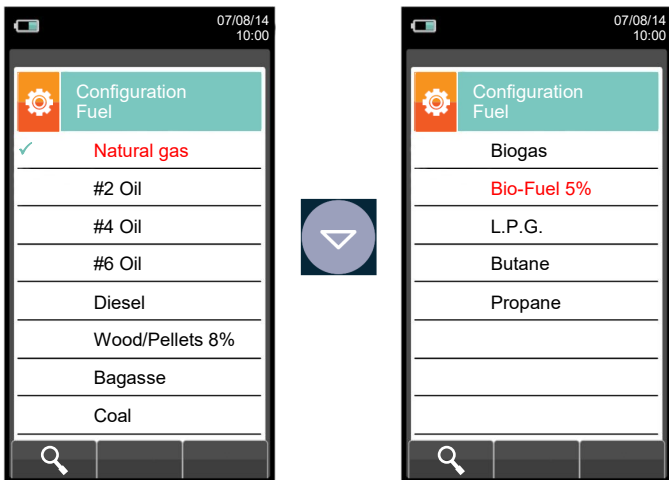 07/08/14
10:00
Configuration
Fuel
Natural gas
#2 Oil
#4 Oil
#6 Oil
Diesel
Wood/Pellets 8%
Bagasse
Coal
07/08/14
10:00
Configuration
Fuel
Biogas
Bio-Fuel 5%
L.P.G.
Butane
Propane